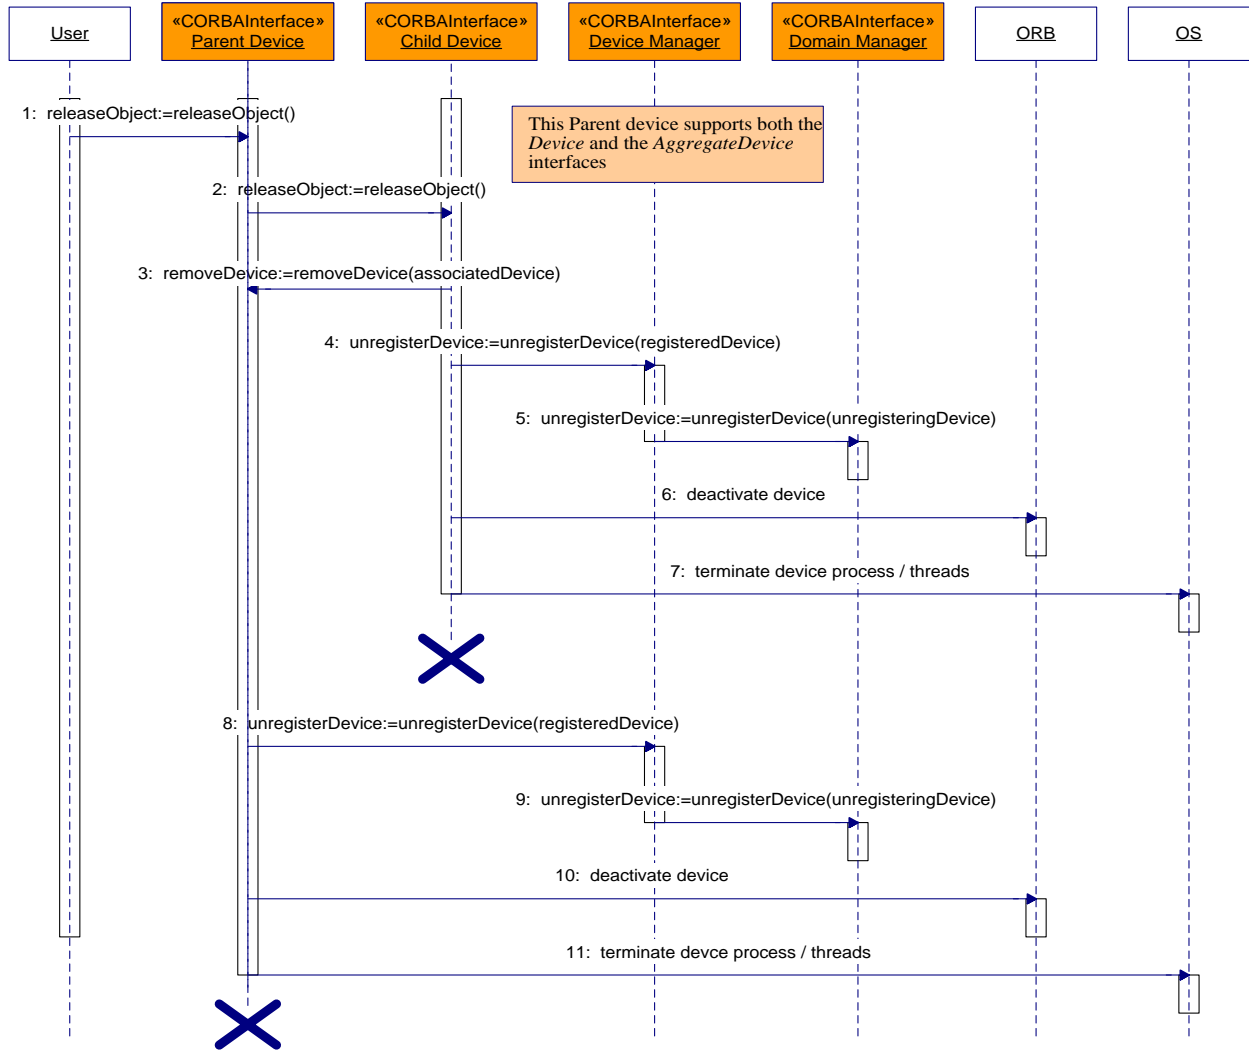 User
«CORBAInterface»
Parent Device
«CORBAInterface»
Child Device
«CORBAInterface»
Device Manager
«CORBAInterface»
Domain Manager
ORB
OS
1: releaseObject:=releaseObject()
This Parent device supports both the
Device and the AggregateDevice
interfaces
2: releaseObject:=releaseObject()
3: removeDevice:=removeDevice(associatedDevice)
4: unregisterDevice:=unregisterDevice(registeredDevice)
5: unregisterDevice:=unregisterDevice(unregisteringDevice)
6: deactivate device
7: terminate device process / threads
8: unregisterDevice:=unregisterDevice(registeredDevice)
9: unregisterDevice:=unregisterDevice(unregisteringDevice)
10: deactivate device
11: terminate devce process / threads